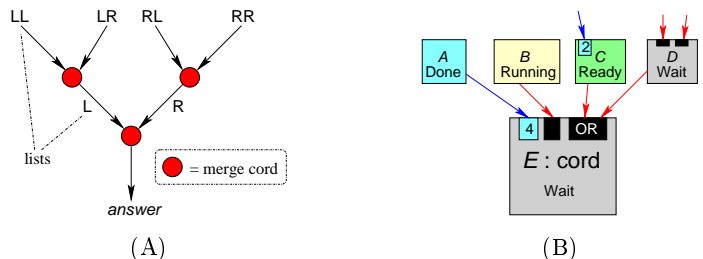 LL LR RL RR
L R
lists
= merge cord
answer
(A)
A Done
B Running
2 C Ready
D Wait
4 OR
E : cord
Wait
(B)